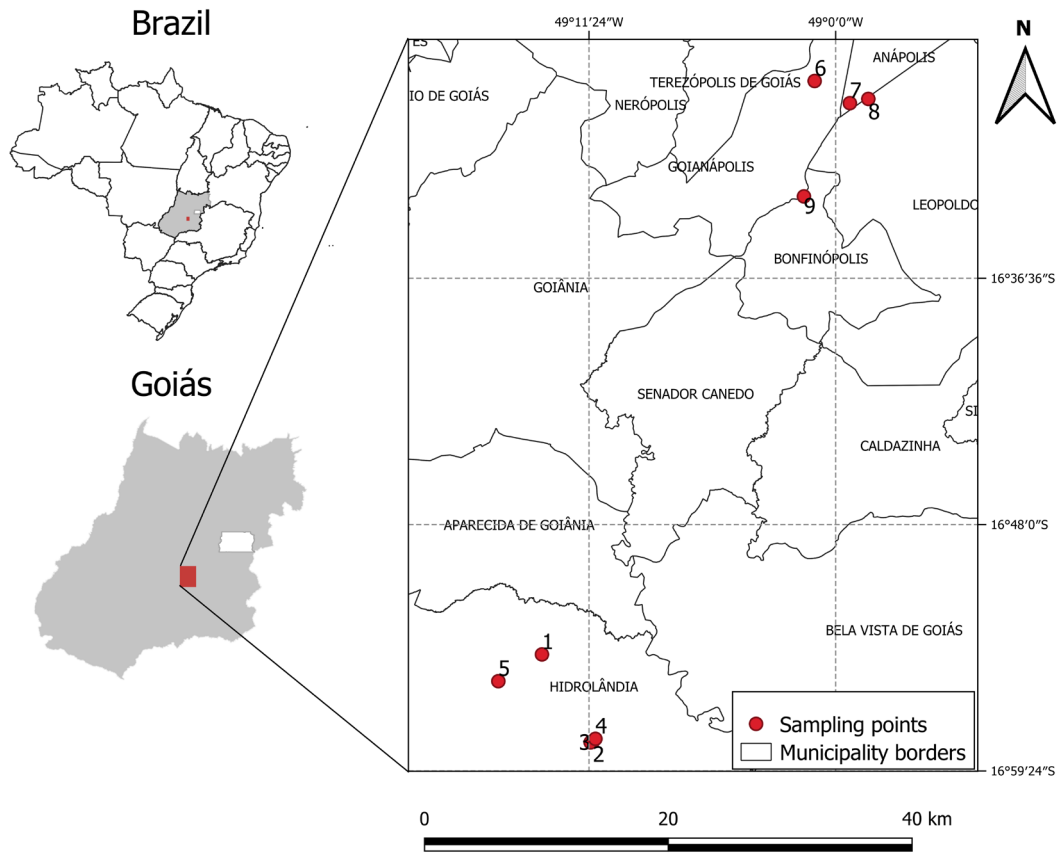 Brazil
Goiás
49°11′24″W
49°0′0″W
N
ES
IO DE GOIÁS
NERÓPOLIS
TEREZÓPOLIS DE GOIÁS
6
ANÁPOLIS
7
8
GOIANÁPOLIS
9
LEOPOLDO
BONFINÓPOLIS
16°36′36″S
GOIÂNIA
SENADOR CANEDO
SI
CALDAZINHA
APARECIDA DE GOIÂNIA
16°48′0″S
BELA VISTA DE GOIÁS
1
5
HIDROLÂNDIA
4
3
2
Sampling points
Municipality borders
16°59′24″S
0
20
40 km